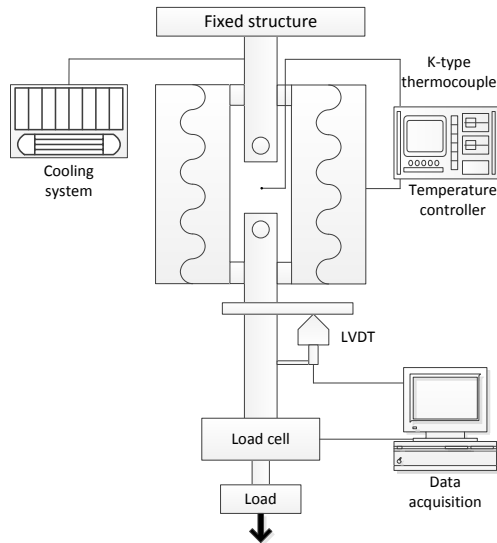 Fixed structure
K-type
thermocouple
Cooling
system
Temperature
controller
LVDT
Load cell
Data
acquisition
Load